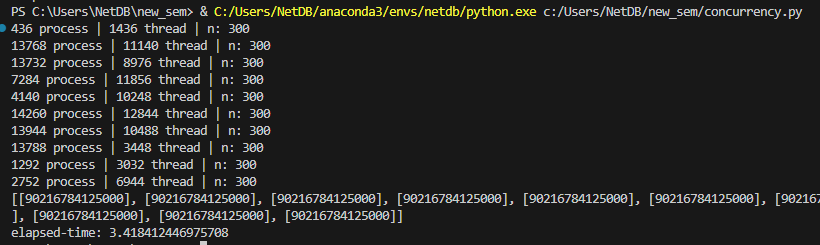 PS C:\Users\NetDB\new_sem> & C:/Users/NetDB/anaconda3/envs/netdb/python.exe c:/Users/NetDB/new_sem/concurrency.py
436 process | 1436 thread | n: 300
13768 process | 11140 thread | n: 300
13732 process | 8976 thread | n: 300
7284 process | 11856 thread | n: 300
4140 process | 10248 thread | n: 300
14260 process | 12844 thread | n: 300
13944 process | 10488 thread | n: 300
13788 process | 3448 thread | n: 300
1292 process | 3032 thread | n: 300
2752 process | 6944 thread | n: 300
[[90216784125000], [90216784125000], [90216784125000], [90216784125000], [90216784125000], [90216784125000], [902167
], [90216784125000], [90216784125000], [90216784125000]]
elapsed-time: 3.418412446975708